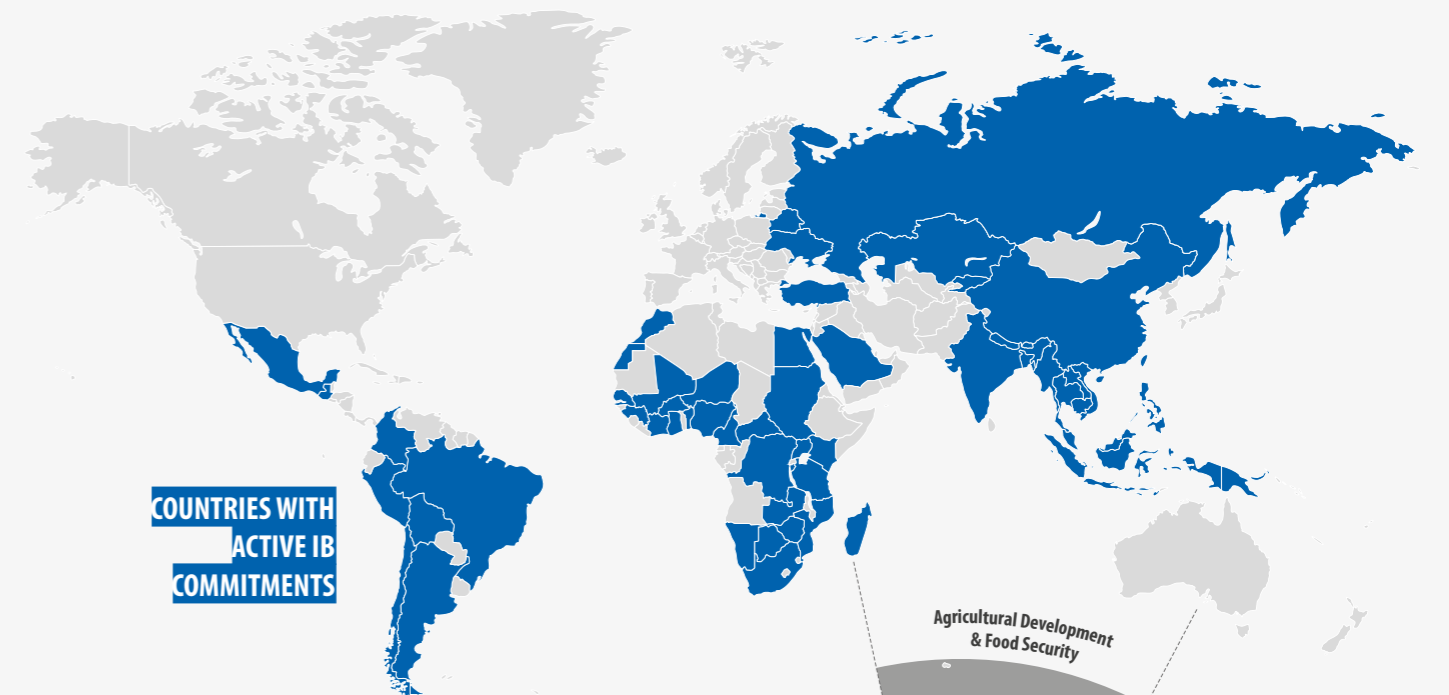 COUNTRIES WITH
ACTIVE IB
COMMITMENTS
Agricultural Development
& Food Security